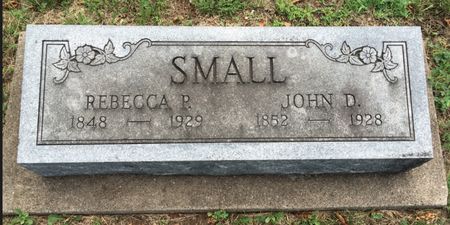 SMALL
REBECCA P. JOHN D.
1848 — 1929 1852 — 1928